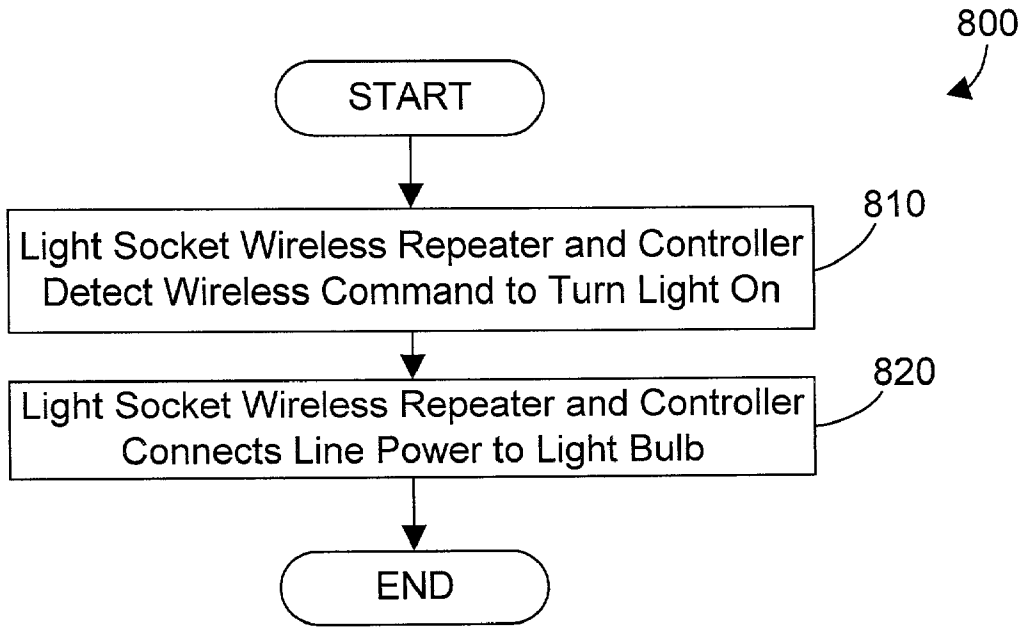 800
START
810
Light Socket Wireless Repeater and Controller
Detect Wireless Command to Turn Light On
820
Light Socket Wireless Repeater and Controller
Connects Line Power to Light Bulb
END